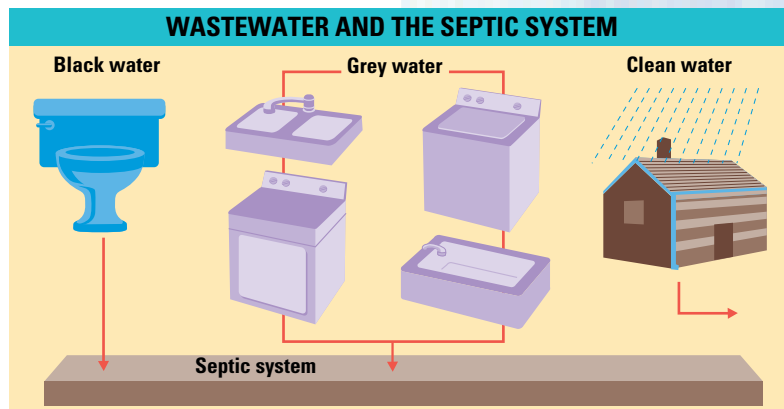 WASTEWATER AND THE SEPTIC SYSTEM
Black water
Grey water
Clean water
Septic system